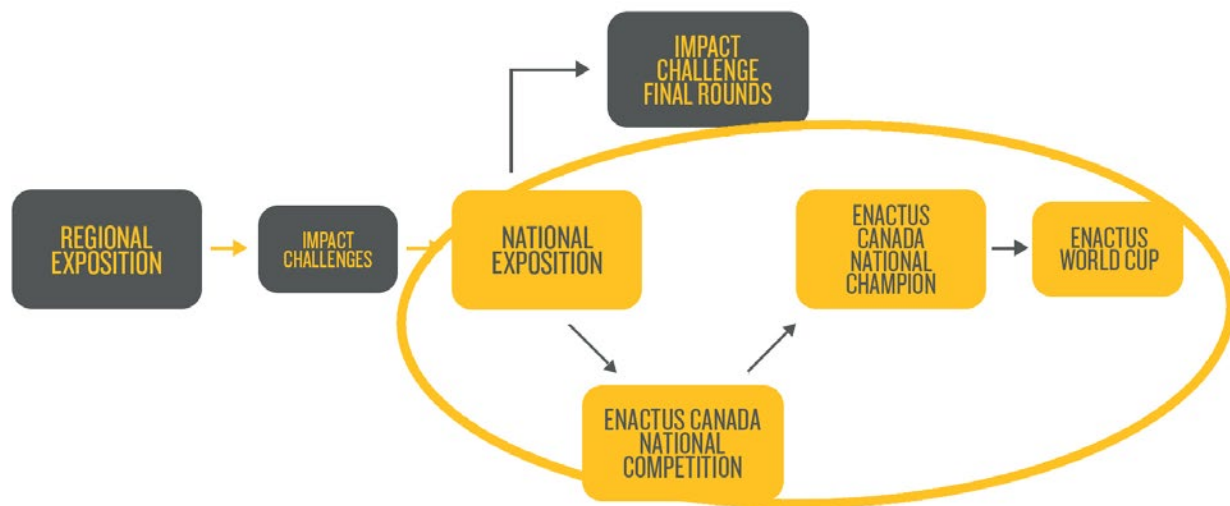 IMPACT
CHALLENGE
FINAL ROUNDS
REGIONAL
EXPOSITION
IMPACT
CHALLENGES
NATIONAL
EXPOSITION
ENACTUS
CANADA
NATIONAL
CHAMPION
ENACTUS
WORLD CUP
ENACTUS CANADA
NATIONAL
COMPETITION